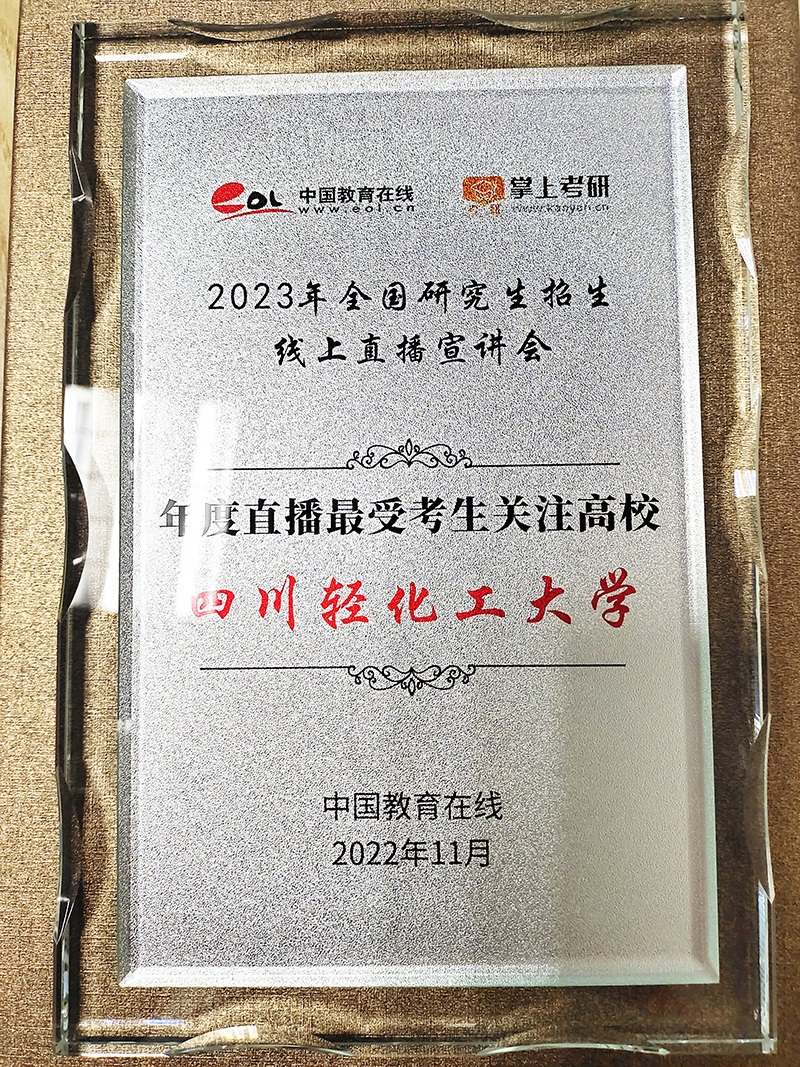 eol 中国教育在线
www.eol.cn
掌上考研
www.kaoyan.cn
2023年全国研究生招生
线上直播宣讲会
年度直播最受考生关注高校
四川轻化工大学
中国教育在线
2022年11月